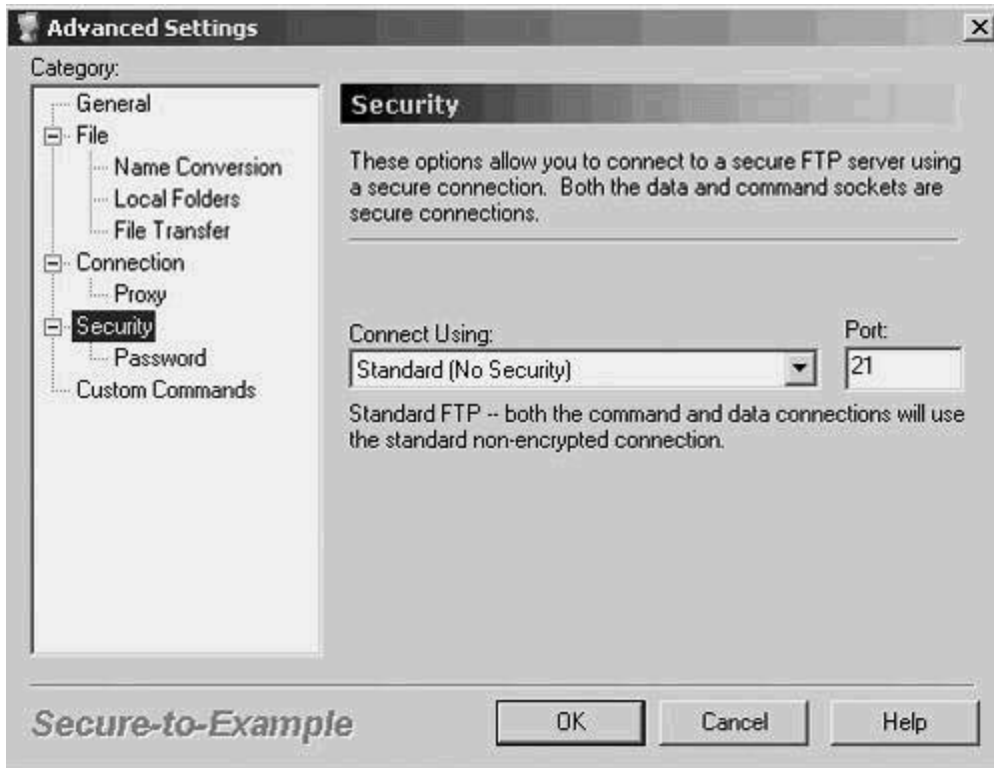 Advanced Settings
Category:
General
File
Name Conversion
Local Folders
File Transfer
Connection
Proxy
Security
Password
Custom Commands
Security
These options allow you to connect to a secure FTP server using
a secure connection. Both the data and command sockets are
secure connections.
Connect Using:
Port:
Standard (No Security)
21
Standard FTP -- both the command and data connections will use
the standard non-encrypted connection.
Secure-to-Example
OK
Cancel
Help